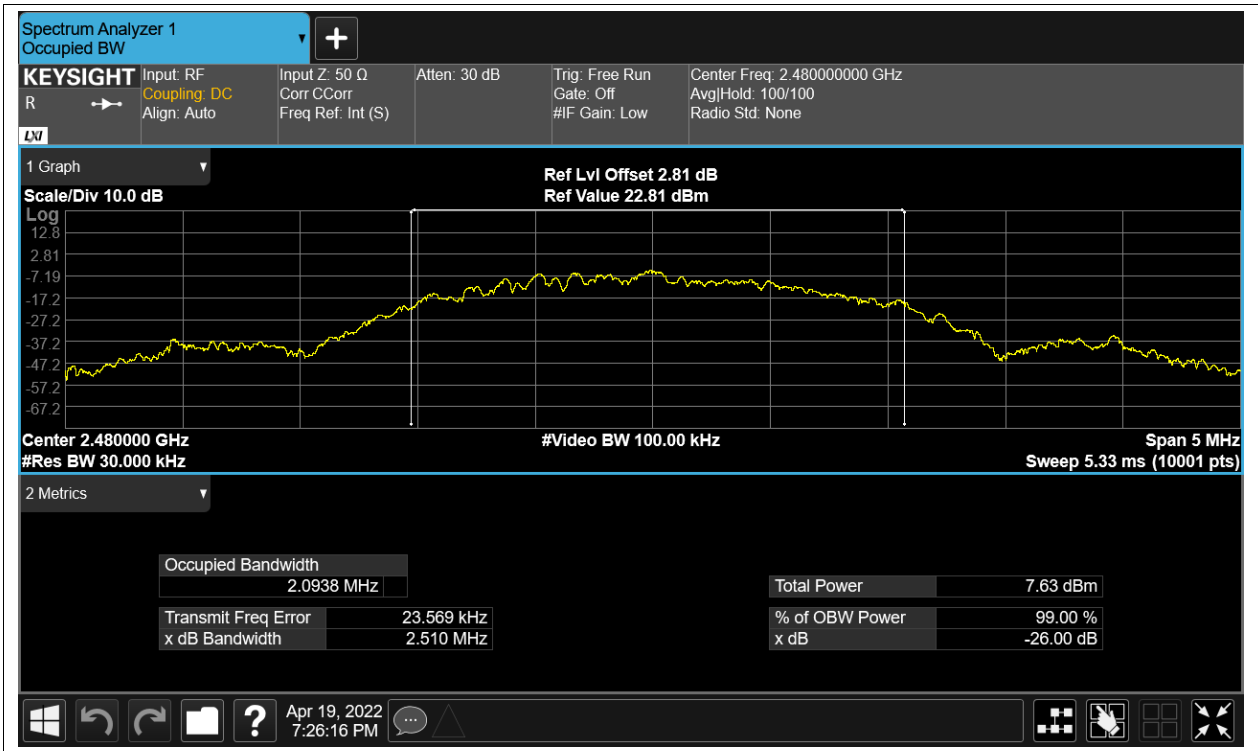 Spectrum Analyzer 1
Occupied BW
KEYSIGHT
R
LXI
Input: RF
Coupling: DC
Align: Auto
Input Z: 50 Ω
Corr CCorr
Freq Ref: Int (S)
Atten: 30 dB
Trig: Free Run
Gate: Off
#IF Gain: Low
Center Freq: 2.480000000 GHz
Avg|Hold: 100/100
Radio Std: None
1 Graph
Scale/Div 10.0 dB
Ref Lvl Offset 2.81 dB
Ref Value 22.81 dBm
Log
12.8
2.81
-7.19
-17.2
-27.2
-37.2
-47.2
-57.2
-67.2
Center 2.480000 GHz
#Res BW 30.000 kHz
#Video BW 100.00 kHz
Span 5 MHz
Sweep 5.33 ms (10001 pts)
2 Metrics
Occupied Bandwidth
2.0938 MHz
Transmit Freq Error 23.569 kHz
x dB Bandwidth 2.510 MHz
Total Power 7.63 dBm
% of OBW Power 99.00 %
x dB -26.00 dB
?
Apr 19, 2022
7:26:16 PM